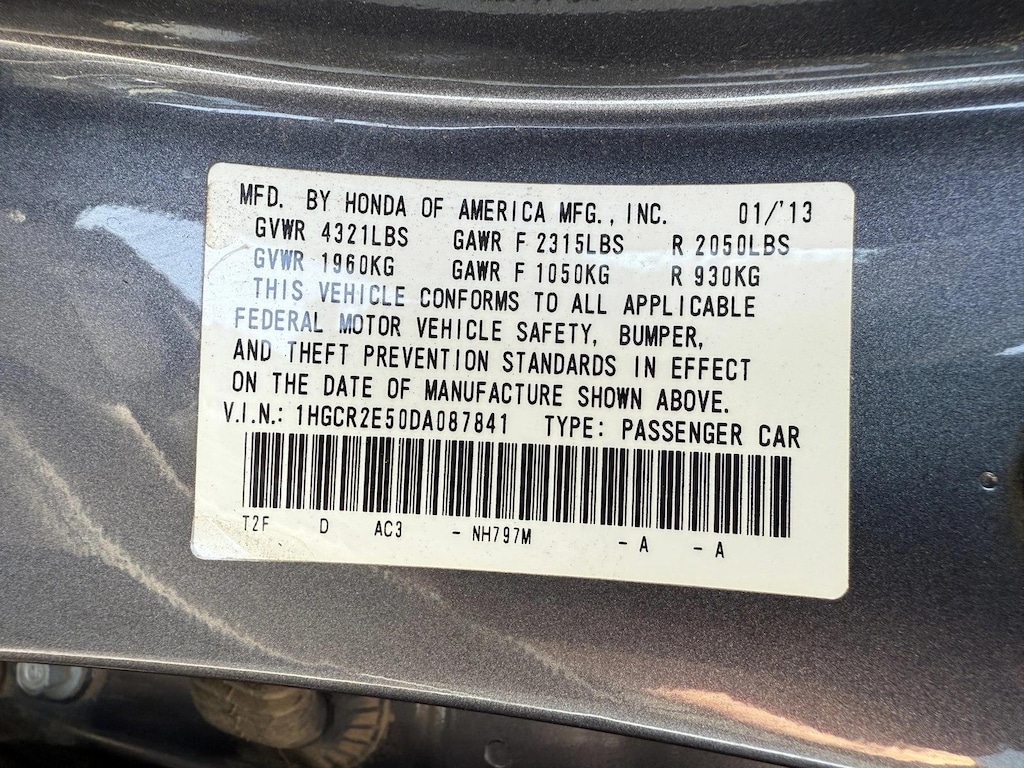 MFD. BY HONDA OF AMERICA MFG., INC. 01/'13
GVWR 4321LBS GAWR F 2315LBS R 2050LBS
GVWR 1960KG GAWR F 1050KG R 930KG
THIS VEHICLE CONFORMS TO ALL APPLICABLE
FEDERAL MOTOR VEHICLE SAFETY, BUMPER,
AND THEFT PREVENTION STANDARDS IN EFFECT
ON THE DATE OF MANUFACTURE SHOWN ABOVE.
V.I.N.: 1HGCR2E50DA087841 TYPE: PASSENGER CAR
T2F D AC3 - NH797M - A - A